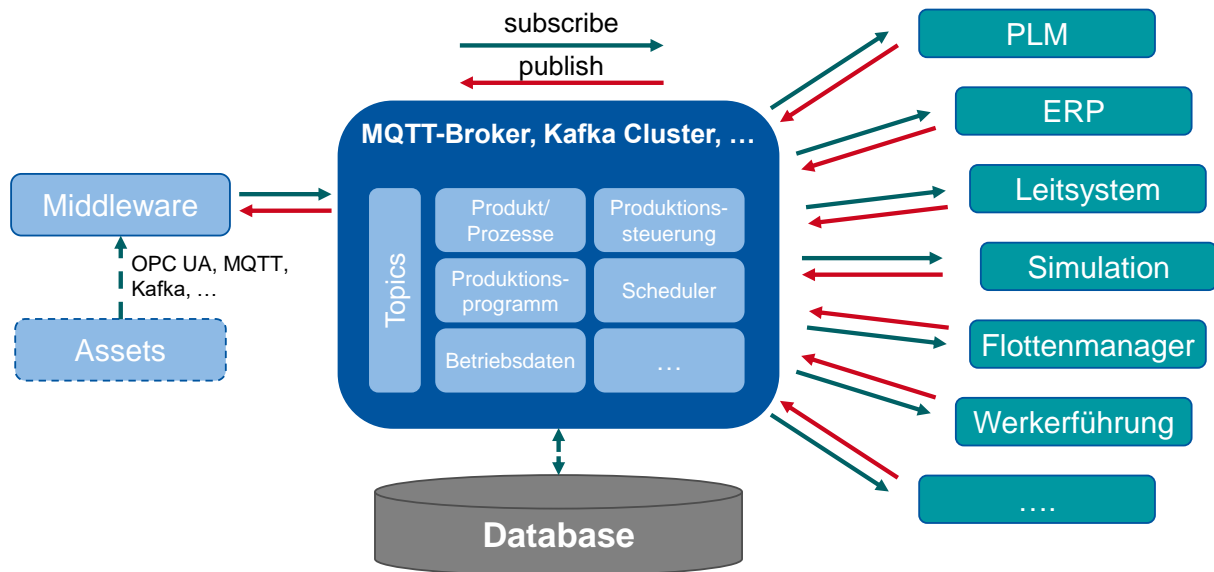 subscribe
publish
MQTT-Broker, Kafka Cluster, …
Topics
Produkt/
Prozesse
Produktions-
steuerung
Produktions-
programm
Scheduler
Betriebsdaten
…
Middleware
OPC UA, MQTT,
Kafka, …
Assets
Database
PLM
ERP
Leitsystem
Simulation
Flottenmanager
Werkerführung
….